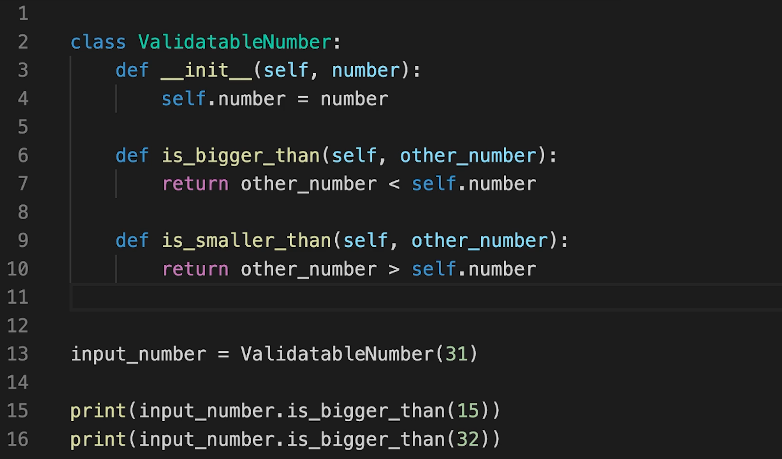 1
2 class ValidatableNumber:
3     def __init__(self, number):
4         self.number = number
5
6     def is_bigger_than(self, other_number):
7         return other_number < self.number
8
9     def is_smaller_than(self, other_number):
10         return other_number > self.number
11
12
13 input_number = ValidatableNumber(31)
14
15 print(input_number.is_bigger_than(15))
16 print(input_number.is_bigger_than(32))